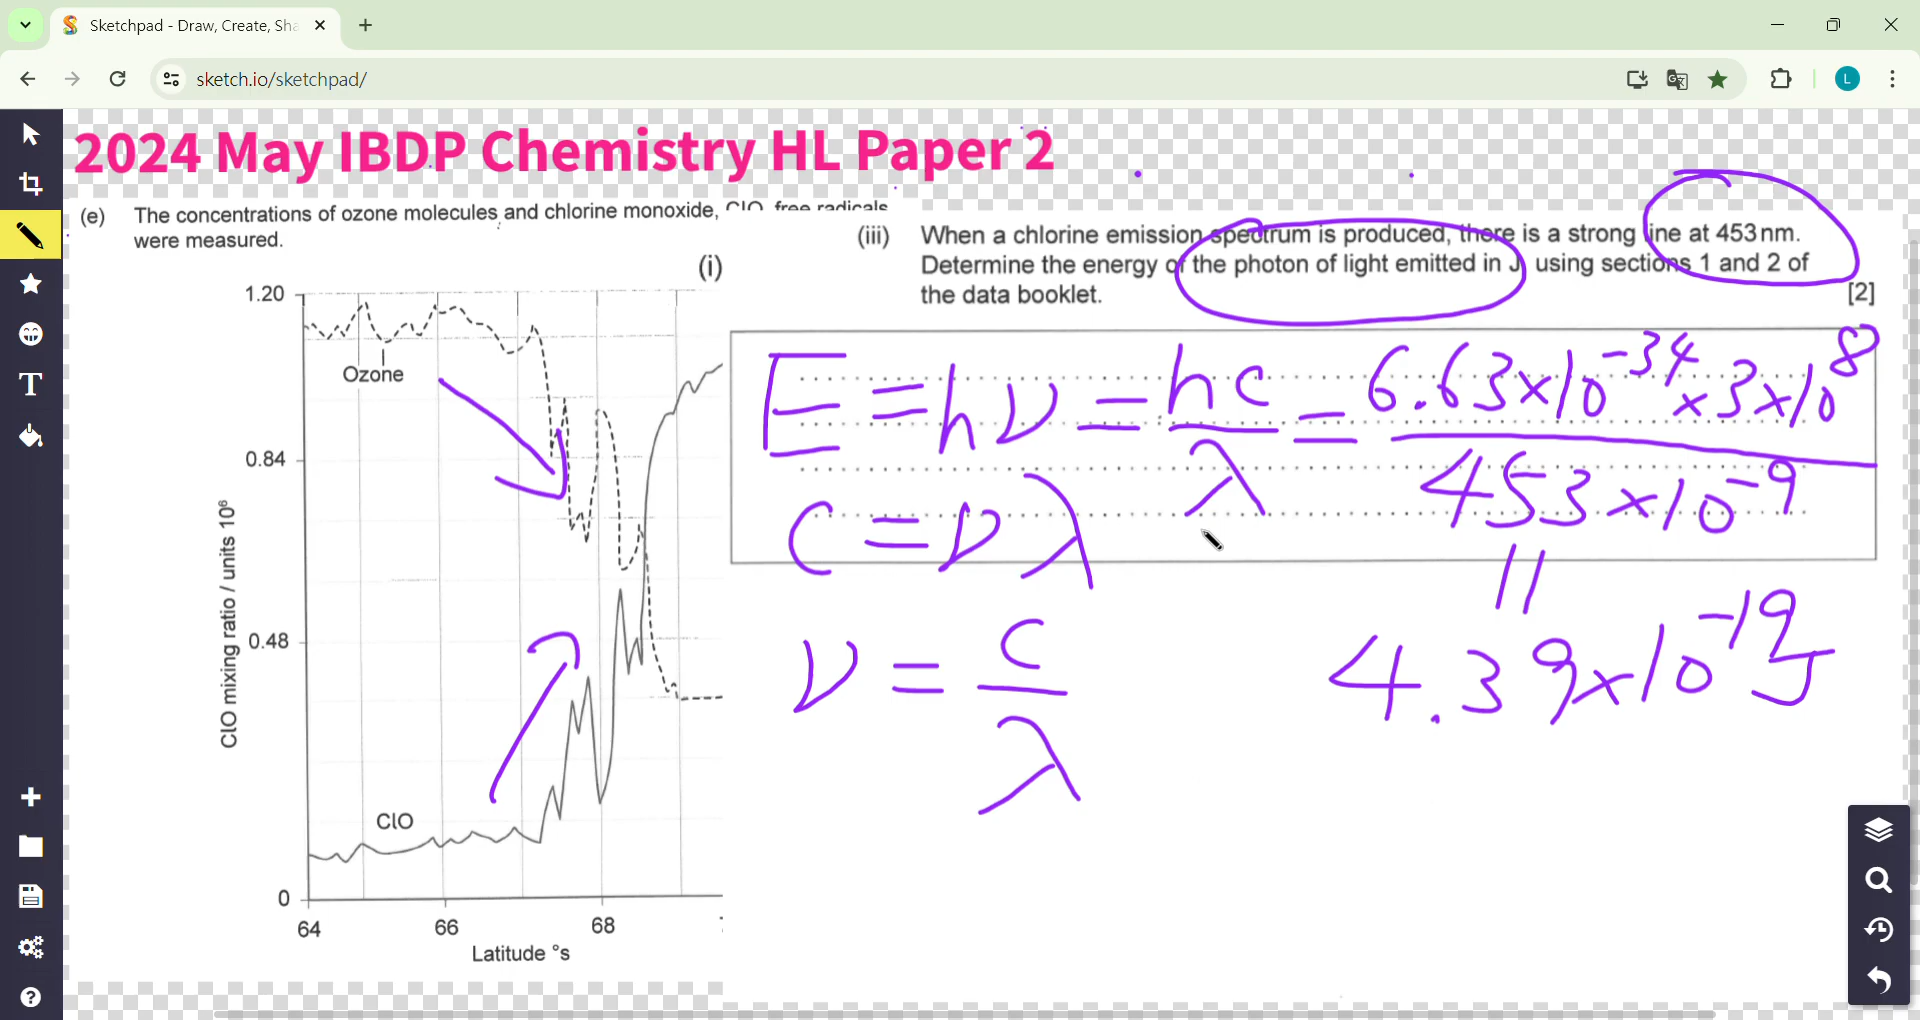 Sketchpad - Draw, Create, Sha
sketch.io/sketchpad/
L
2024 May IBDP Chemistry HL Paper 2
(e) The concentrations of ozone molecules and chlorine monoxide, ClO, free radicals
were measured.
(i)
1.20
Ozone
0.84
ClO mixing ratio / units 10⁶
0.48
ClO
0
64 66 68
Latitude °s
(iii) When a chlorine emission spectrum is produced, there is a strong line at 453 nm.
Determine the energy of the photon of light emitted in J, using sections 1 and 2 of
the data booklet. [2]
E = hν = hc/λ = 6.63×10⁻³⁴×3×10⁸/453×10⁻⁹
C = νλ
ν = c/λ
4.39×10⁻¹⁹J
T